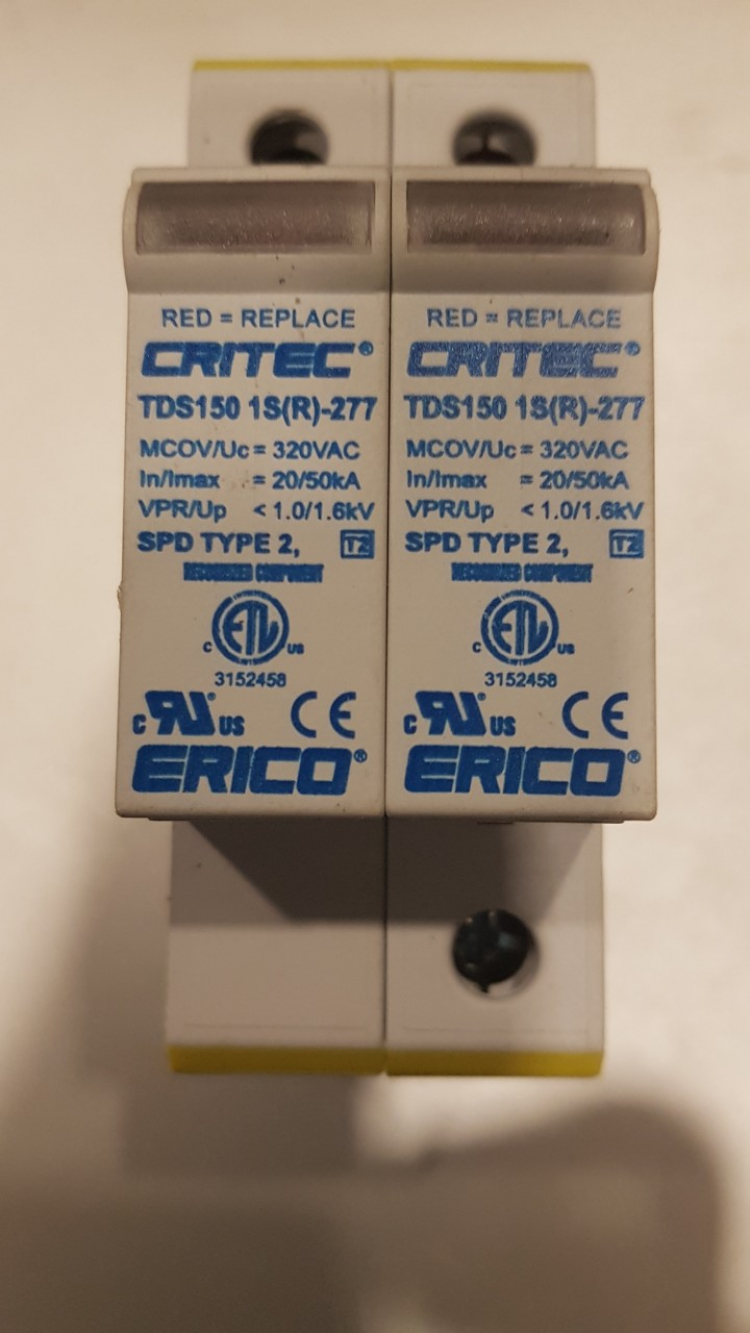 RED = REPLACE
CRITEC®
TDS150 1S(R)-277
MCOV/Uc = 320VAC
In/Imax = 20/50kA
VPR/Up < 1.0/1.6kV
SPD TYPE 2, T2
RECOGNIZED COMPONENT
C ETL US
3152458
c RU® US CE
ERICO®
RED = REPLACE
CRITEC®
TDS150 1S(R)-277
MCOV/Uc = 320VAC
In/Imax = 20/50kA
VPR/Up < 1.0/1.6kV
SPD TYPE 2, T2
RECOGNIZED COMPONENT
C ETL US
3152458
c RU® US CE
ERICO®